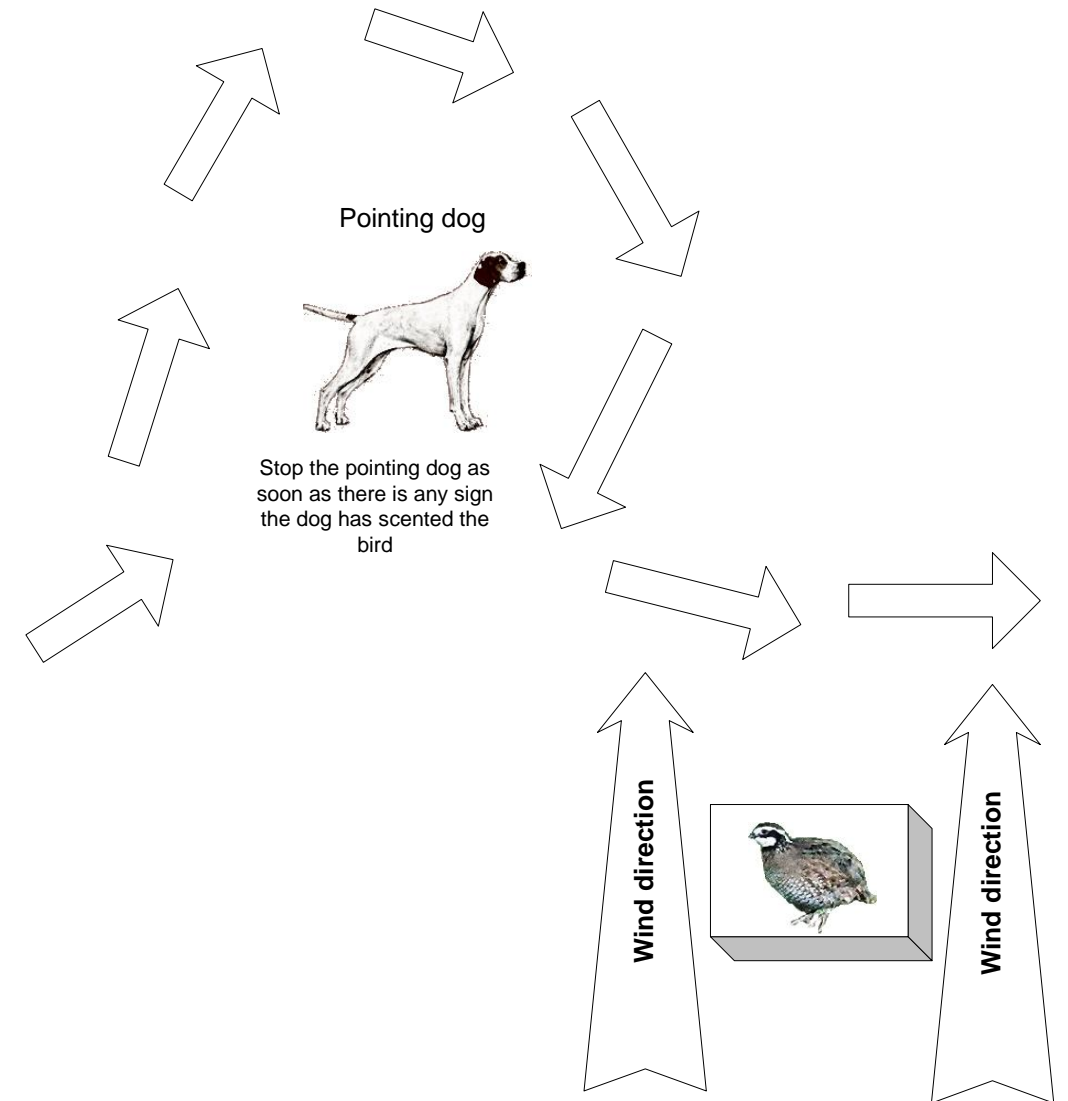 Pointing dog
Stop the pointing dog as
soon as there is any sign
the dog has scented the
bird
Wind direction
Wind direction